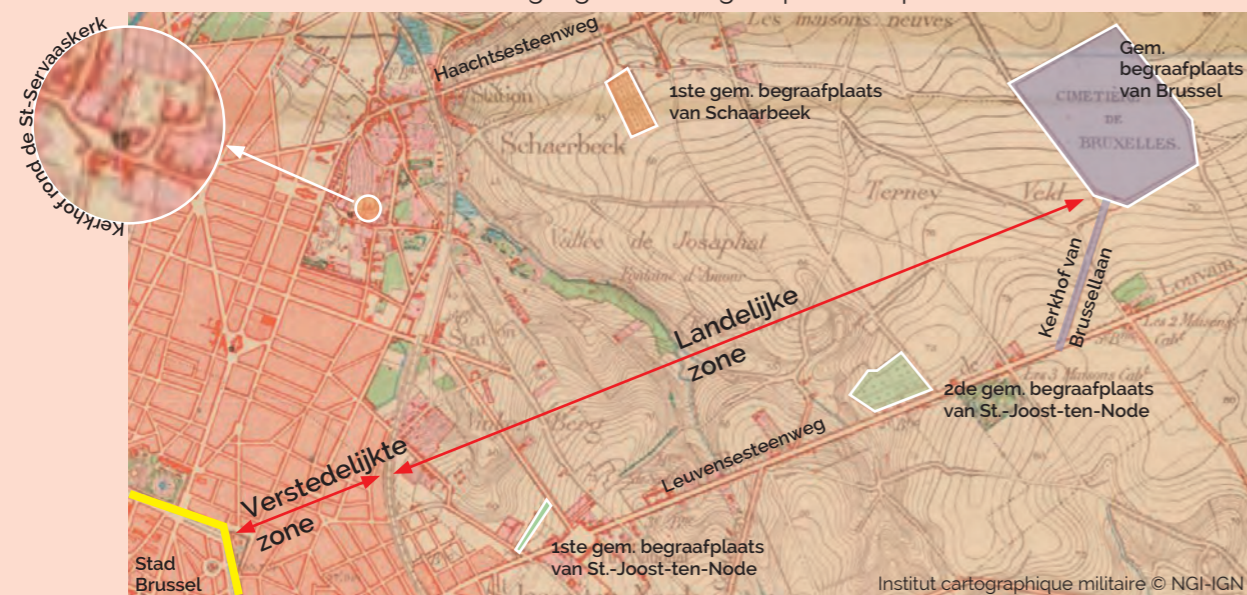 Kerkhof rond de St-Servaaskerk
Haachtsesteenweg
Les maisons neuves
Station
Schaerbeck
1ste gem. begraafplaats
van Schaarbeek
Gem.
begraafplaats
van Brussel
CIMETIÈRE
DE
BRUXELLES.
Terney Veld
Vallée de Josaphat
Fontaine d'Amour
Landelijke
zone
Kerkhof van
Brussellaan
Louvain
Les 2 Maisons
Cabt
Les 3 Maisons Cabt
2de gem. begraafplaats
van St.-Joost-ten-Node
Leuvensesteenweg
Verstedelijkte
zone
1ste gem. begraafplaats
van St.-Joost-ten-Node
Stad
Brussel
Institut cartographique militaire © NGI-IGN